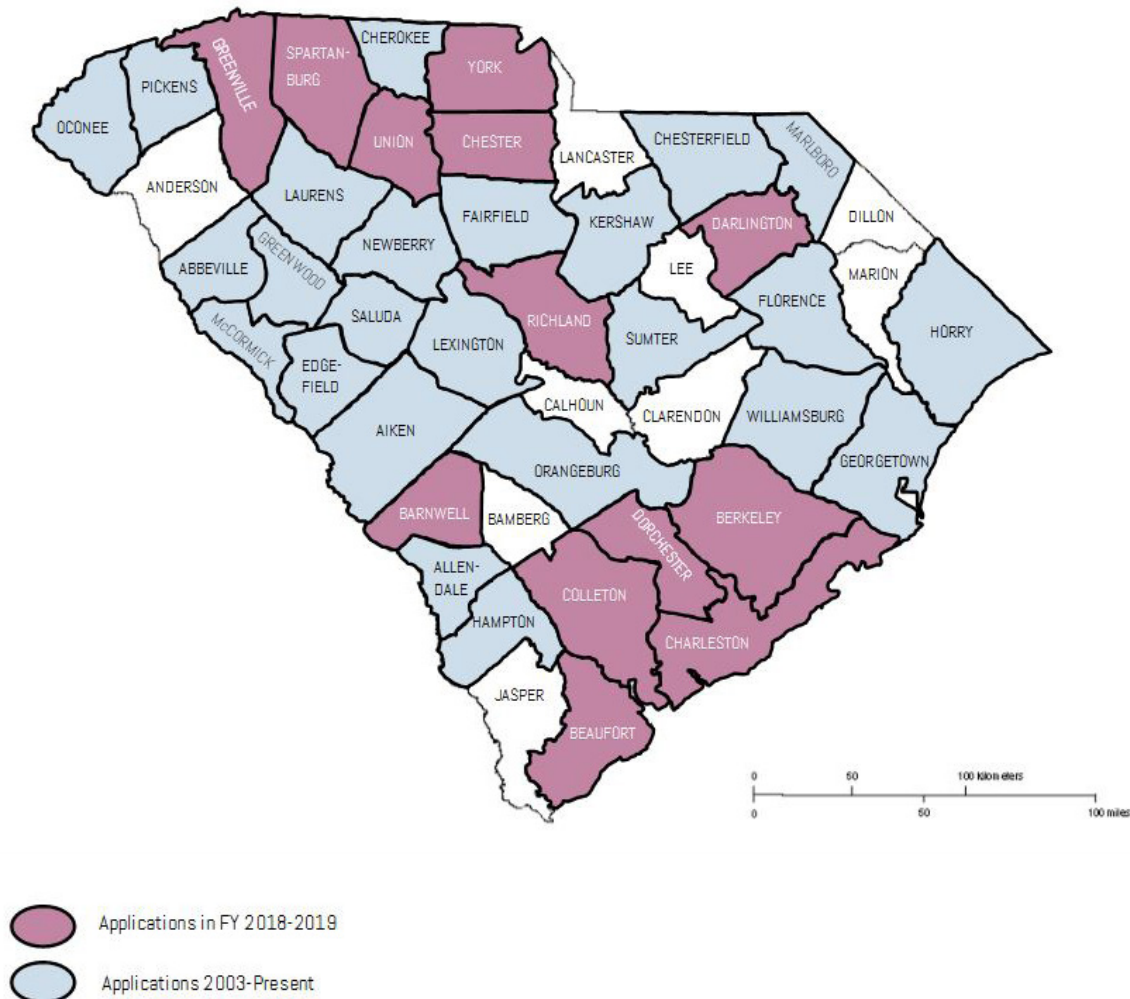 CHEROKEE
GREENVILLE
SPARTAN-
BURG
YORK
PICKENS
OCONEE
UNION
CHESTER
CHESTERFIELD
MARLBORO
LANCASTER
ANDERSON
LAURENS
FAIRFIELD
KERSHAW
DARLINGTON
DILLON
NEWBERRY
GREENWOOD
ABBEVILLE
LEE
MARION
FLORENCE
HORRY
SALUDA
RICHLAND
SUMTER
LEXINGTON
McCORMICK
EDGE-
FIELD
CALHOUN
CLARENDON
WILLIAMSBURG
AIKEN
GEORGETOWN
ORANGEBURG
BARNWELL
BAMBERG
DORCHESTER
BERKELEY
ALLEN-
DALE
COLLETON
HAMPTON
CHARLESTON
JASPER
BEAUFORT
0 50 100 kilometers
0 50 100 miles
Applications in FY 2018-2019
Applications 2003-Present